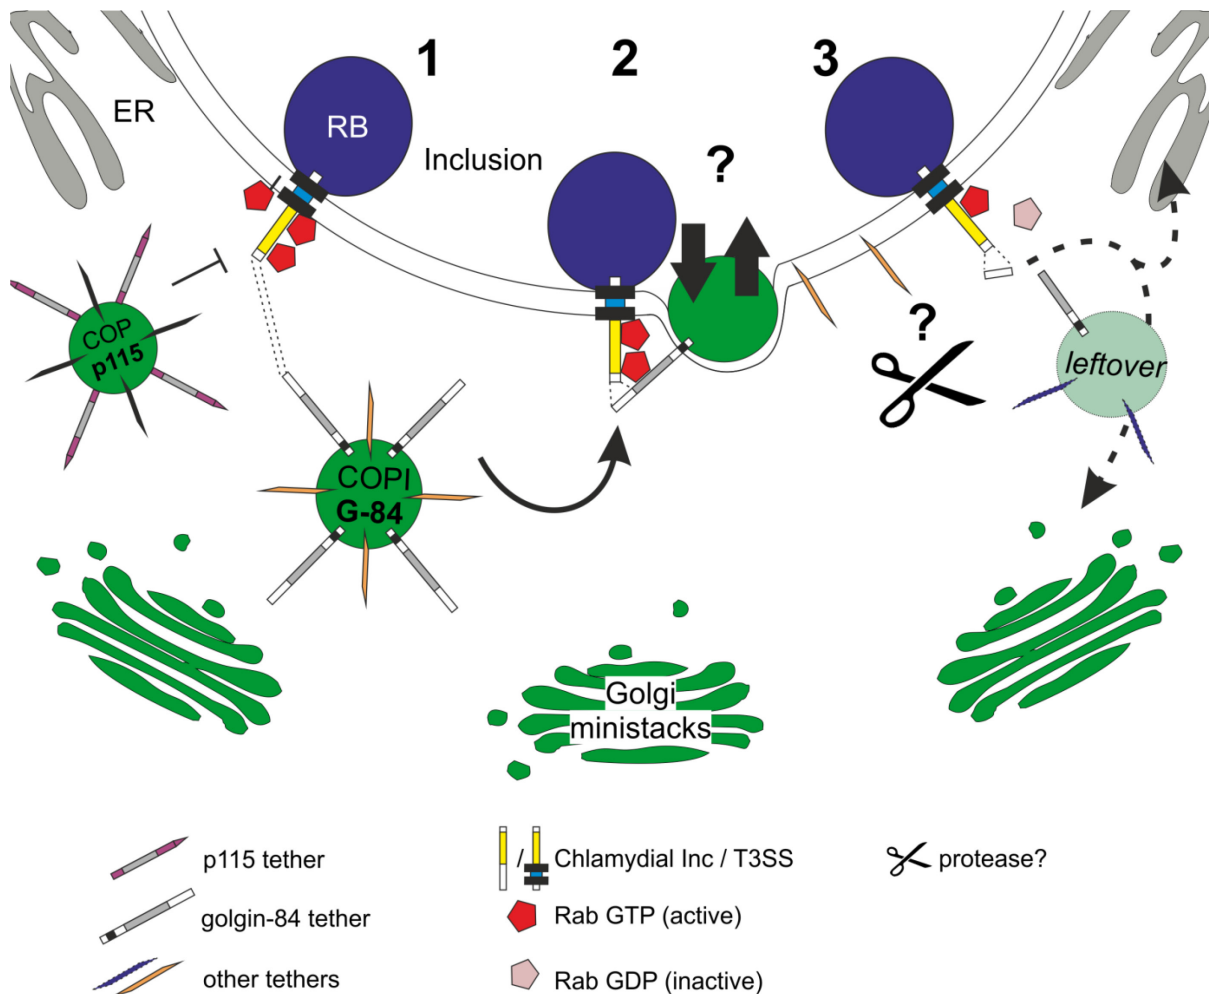 1
2
3
ER
RB
Inclusion
?
COP
p115
?
leftover
COPI
G-84
Golgi
ministacks
p115 tether
/
Chlamydial Inc / T3SS
protease?
golgin-84 tether
Rab GTP (active)
other tethers
Rab GDP (inactive)